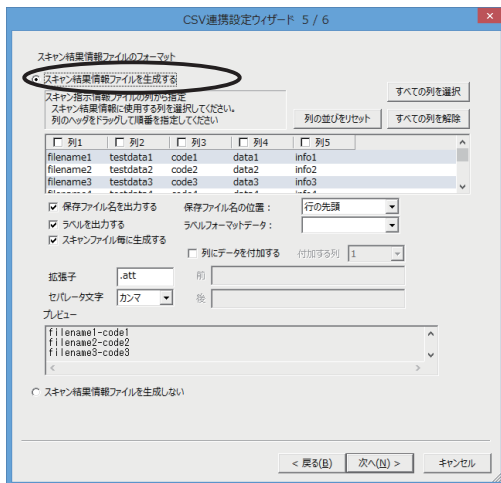 CSV連携設定ウィザード 5 / 6
スキャン結果情報ファイルのフォーマット
スキャン結果情報ファイルを生成する
スキャン指示情報ファイルの列から指定
スキャン結果情報に使用する列を選択してください。
列のヘッダをドラッグして順番を指定してください
すべての列を選択
列の並びをリセット すべての列を解除
列1 列2 列3 列4 列5
filename1 testdata1 code1 data1 info1
filename2 testdata2 code2 data2 info2
filename3 testdata3 code3 data3 info3
保存ファイル名を出力する 保存ファイル名の位置: 行の先頭
ラベルを出力する ラベルフォーマットデータ:
スキャンファイル毎に生成する
列にデータを付加する 付加する列 1
拡張子 .att 前
セパレータ文字 カンマ 後
プレビュー
filename1-code1
filename2-code2
filename3-code3
スキャン結果情報ファイルを生成しない
< 戻る(B) 次へ(N) > キャンセル